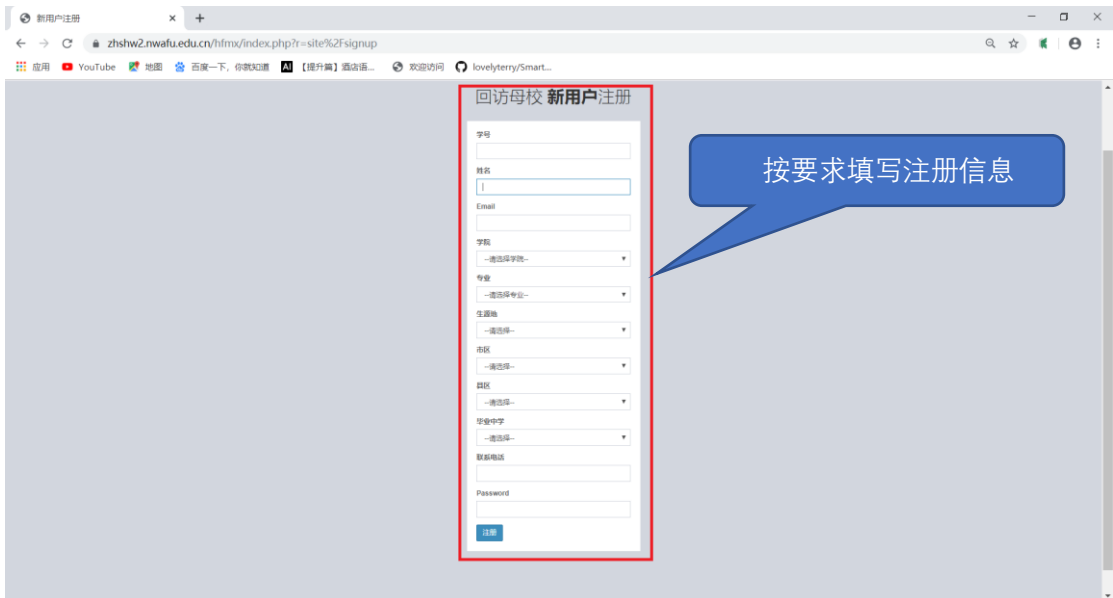 新用户注册
zhshw2.nwafu.edu.cn/hfmx/index.php?r=site%2Fsignup
应用 YouTube 地图 百度一下，你就知道 AI 【提升篇】酒店语... 欢迎访问 lovelyterry/Smart...
回访母校 新用户注册
学号
姓名
Email
学院
--请选择学院--
专业
--请选择专业--
生源地
--请选择--
市区
--请选择--
县区
--请选择--
毕业中学
--请选择--
联系电话
Password
注册
按要求填写注册信息